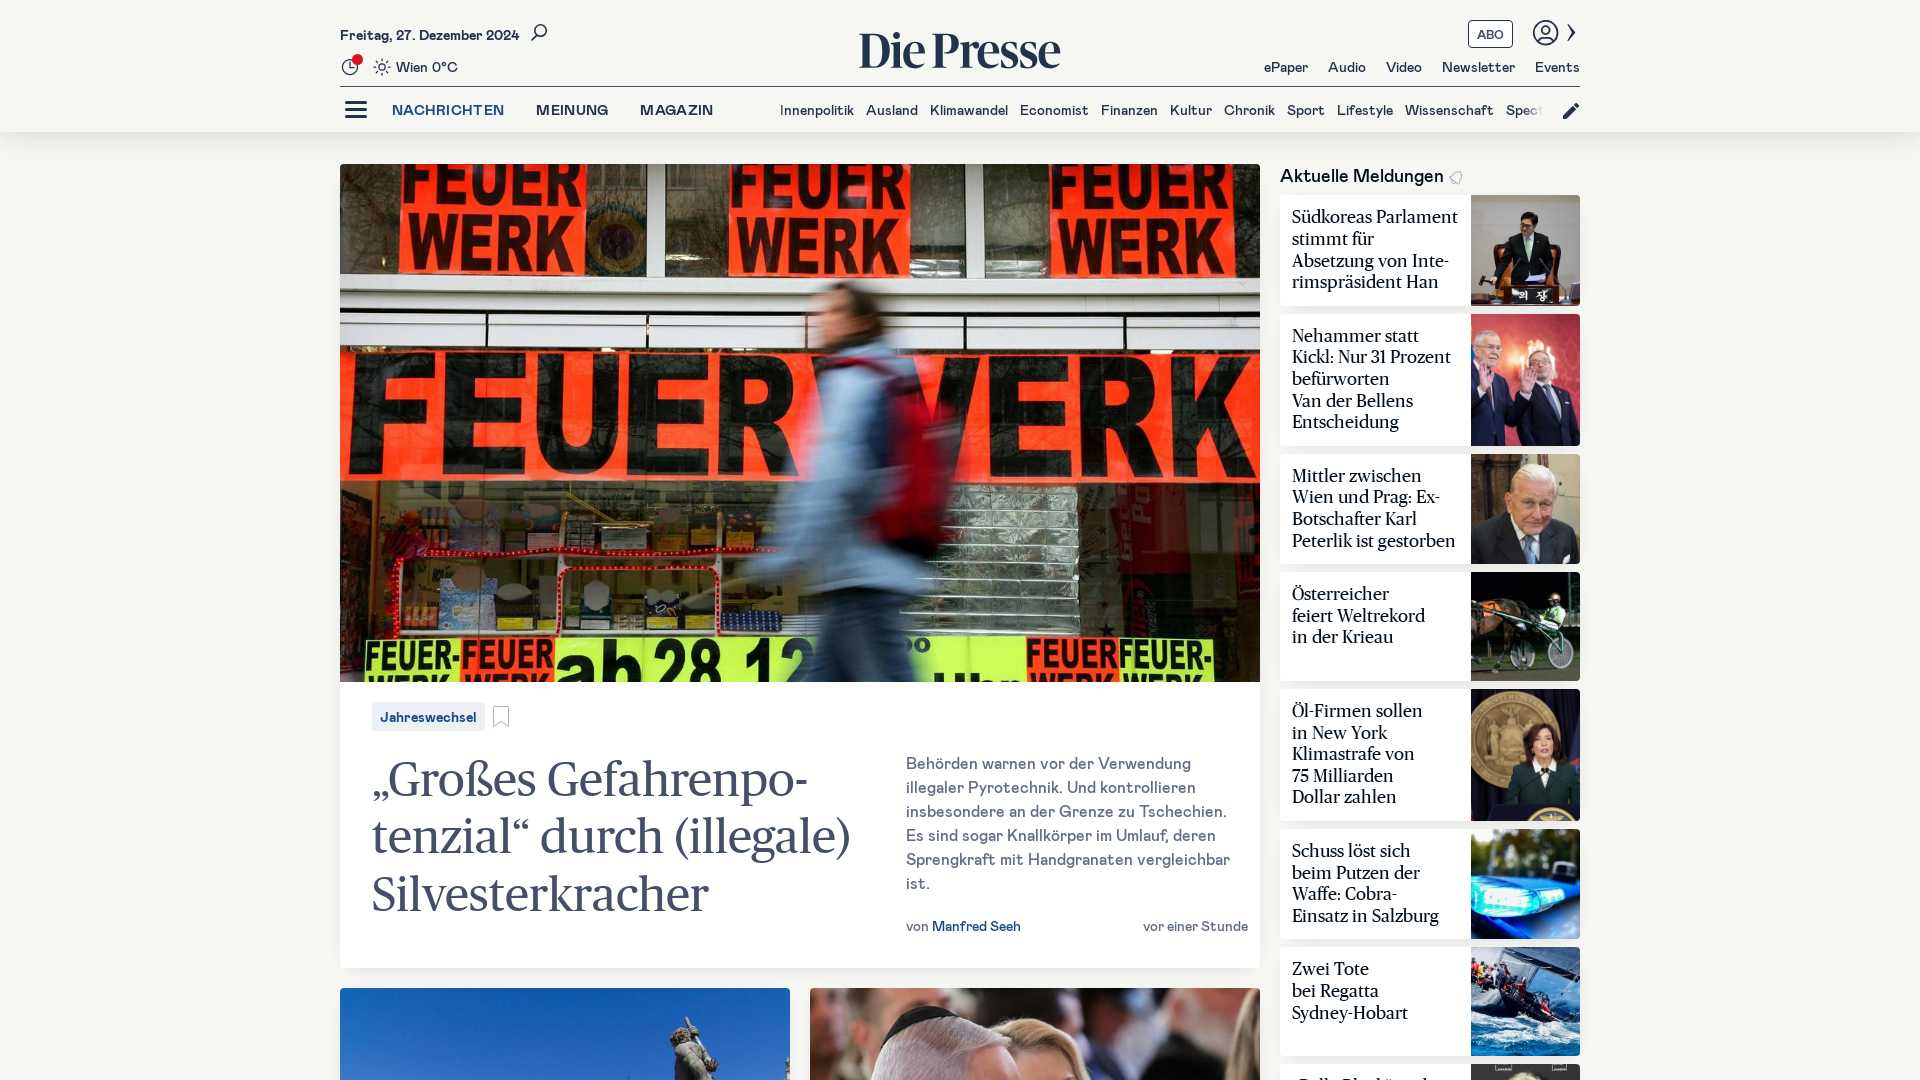 Freitag, 27. Dezember 2024
Wien 0°C
Die Presse
ABO
ePaper Audio Video Newsletter Events
NACHRICHTEN MEINUNG MAGAZIN
Innenpolitik Ausland Klimawandel Economist Finanzen Kultur Chronik Sport Lifestyle Wissenschaft Spect
FEUER FEUER FEUER
WERK WERK WERK
FEUERWERK
FEUER- FEUER ab 28.12 FEUER FEUER-
WERK WERK Uhr WERK WERK
Jahreswechsel
„Großes Gefahrenpo-
tenzial“ durch (illegale)
Silvesterkracher
Behörden warnen vor der Verwendung
illegaler Pyrotechnik. Und kontrollieren
insbesondere an der Grenze zu Tschechien.
Es sind sogar Knallkörper im Umlauf, deren
Sprengkraft mit Handgranaten vergleichbar
ist.
von Manfred Seeh
vor einer Stunde
Aktuelle Meldungen
Südkoreas Parlament
stimmt für
Absetzung von Inte-
rimspräsident Han
의 장
Nehammer statt
Kickl: Nur 31 Prozent
befürworten
Van der Bellens
Entscheidung
Mittler zwischen
Wien und Prag: Ex-
Botschafter Karl
Peterlik ist gestorben
Österreicher
feiert Weltrekord
in der Krieau
Öl-Firmen sollen
in New York
Klimastrafe von
75 Milliarden
Dollar zahlen
Schuss löst sich
beim Putzen der
Waffe: Cobra-
Einsatz in Salzburg
Zwei Tote
bei Regatta
Sydney-Hobart